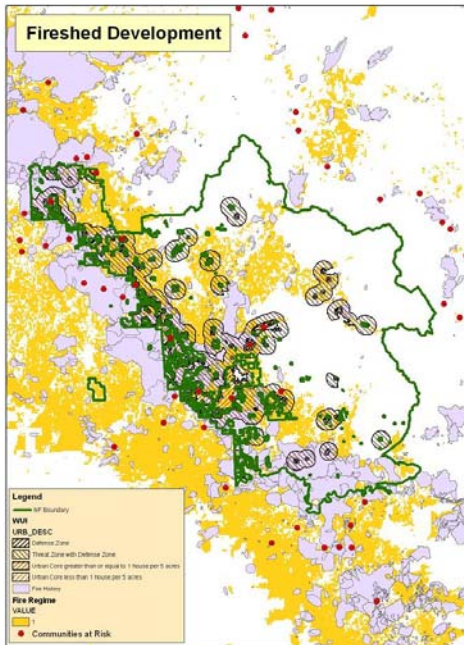 Fireshed Development
Legend
NF Boundary
WUI
URB_DESC
Defense Zone
Threat Zone with Defense Zone
Urban Core greater than or equal to 1 house per 5 acres
Urban Core less than 1 house per 5 acres
Fire History
Fire Regime
VALUE
1
Communities at Risk